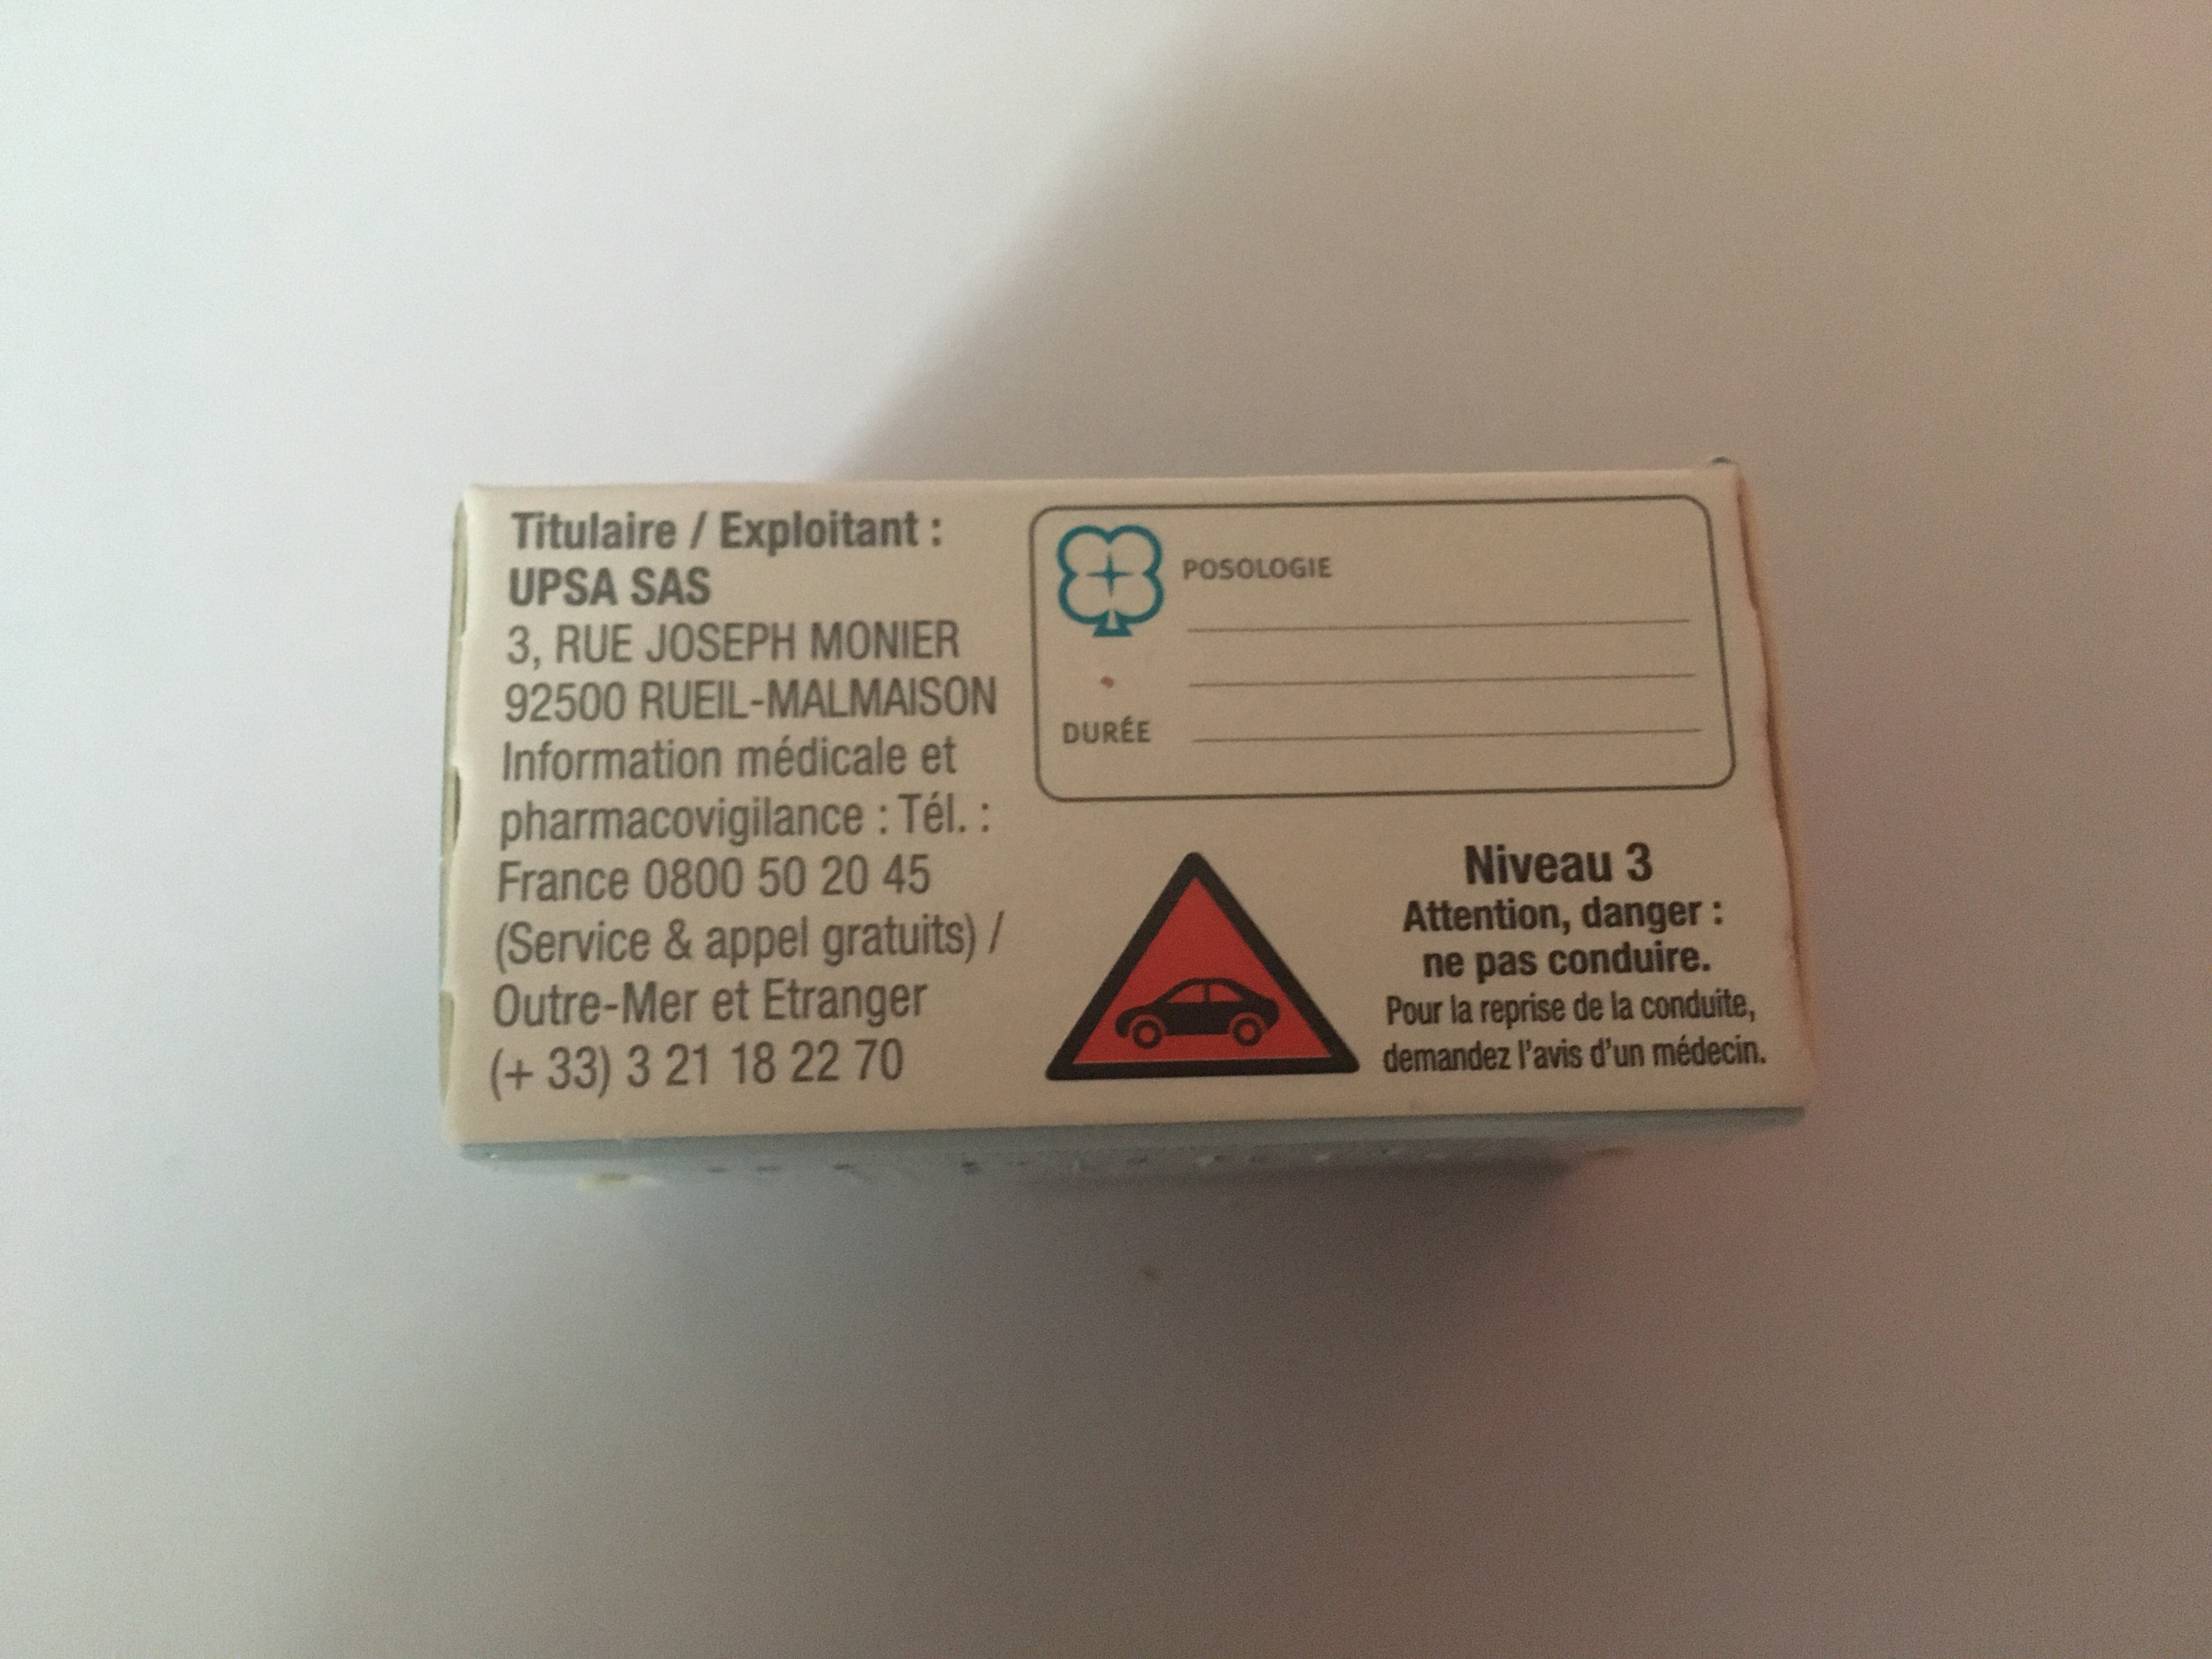 Titulaire / Exploitant :
UPSA SAS
3, RUE JOSEPH MONIER
92500 RUEIL-MALMAISON
Information médicale et
pharmacovigilance : Tél. :
France 0800 50 20 45
(Service & appel gratuits) /
Outre-Mer et Etranger
(+ 33) 3 21 18 22 70
POSOLOGIE
DURÉE
Niveau 3
Attention, danger :
ne pas conduire.
Pour la reprise de la conduite,
demandez l'avis d'un médecin.